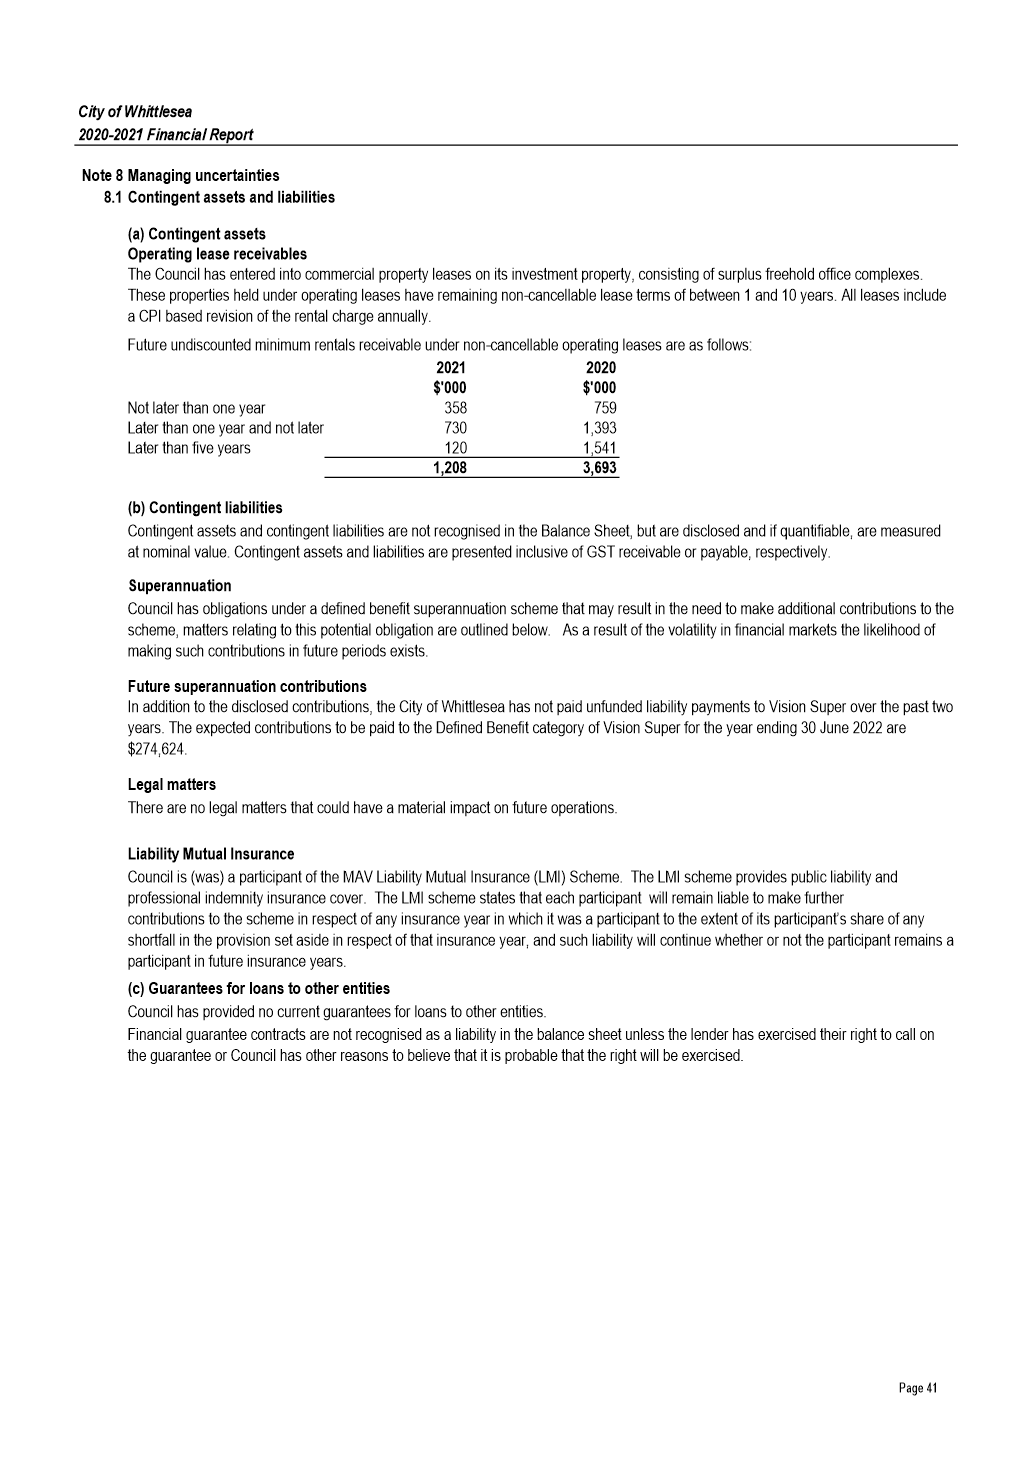 City of Whittlesea
2020-2021 Financial Report
Note 8 Managing uncertainties
8.1 Contingent assets and liabilities
(a) Contingent assets
Operating lease receivables
The Council has entered into commercial property leases on its investment property, consisting of surplus freehold office complexes.
These properties held under operating leases have remaining non-cancellable lease terms of between 1 and 10 years. All leases include
a CPI based revision of the rental charge annually.
Future undiscounted minimum rentals receivable under non-cancellable operating leases are as follows:
2021 2020
$'000 $'000
Not later than one year 358 759
Later than one year and not later 730 1,393
Later than five years 120 1,541
1,208 3,693
(b) Contingent liabilities
Contingent assets and contingent liabilities are not recognised in the Balance Sheet, but are disclosed and if quantifiable, are measured
at nominal value. Contingent assets and liabilities are presented inclusive of GST receivable or payable, respectively.
Superannuation
Council has obligations under a defined benefit superannuation scheme that may result in the need to make additional contributions to the
scheme, matters relating to this potential obligation are outlined below. As a result of the volatility in financial markets the likelihood of
making such contributions in future periods exists.
Future superannuation contributions
In addition to the disclosed contributions, the City of Whittlesea has not paid unfunded liability payments to Vision Super over the past two
years. The expected contributions to be paid to the Defined Benefit category of Vision Super for the year ending 30 June 2022 are
$274,624.
Legal matters
There are no legal matters that could have a material impact on future operations.
Liability Mutual Insurance
Council is (was) a participant of the MAV Liability Mutual Insurance (LMI) Scheme. The LMI scheme provides public liability and
professional indemnity insurance cover. The LMI scheme states that each participant will remain liable to make further
contributions to the scheme in respect of any insurance year in which it was a participant to the extent of its participant's share of any
shortfall in the provision set aside in respect of that insurance year, and such liability will continue whether or not the participant remains a
participant in future insurance years.
(c) Guarantees for loans to other entities
Council has provided no current guarantees for loans to other entities.
Financial guarantee contracts are not recognised as a liability in the balance sheet unless the lender has exercised their right to call on
the guarantee or Council has other reasons to believe that it is probable that the right will be exercised.
Page 41